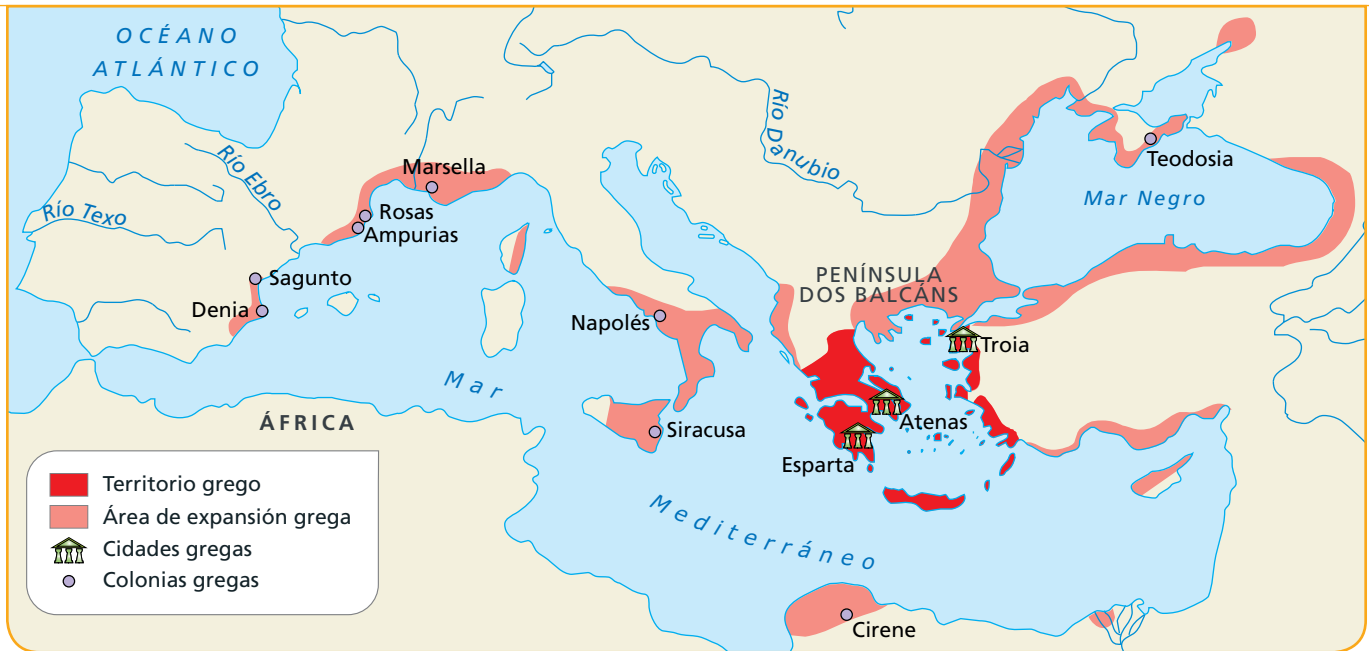 OCÉANO
ATLÁNTICO
Río Danubio
Río Ebro
Marsella
Teodosia
Río Texo
Rosas
Mar Negro
Ampurias
Sagunto
PENÍNSULA
DOS BALCÁNS
Denia
Napolés
Troia
Mar
ÁFRICA
Siracusa
Atenas
Esparta
Mediterráneo
Cirene
Territorio grego
Área de expansión grega
Cidades gregas
Colonias gregas